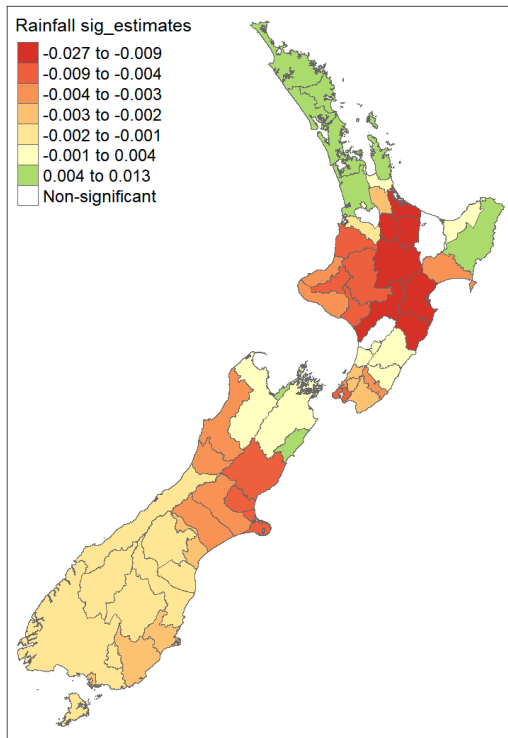 Rainfall sig_estimates
-0.027 to -0.009
-0.009 to -0.004
-0.004 to -0.003
-0.003 to -0.002
-0.002 to -0.001
-0.001 to 0.004
0.004 to 0.013
Non-significant